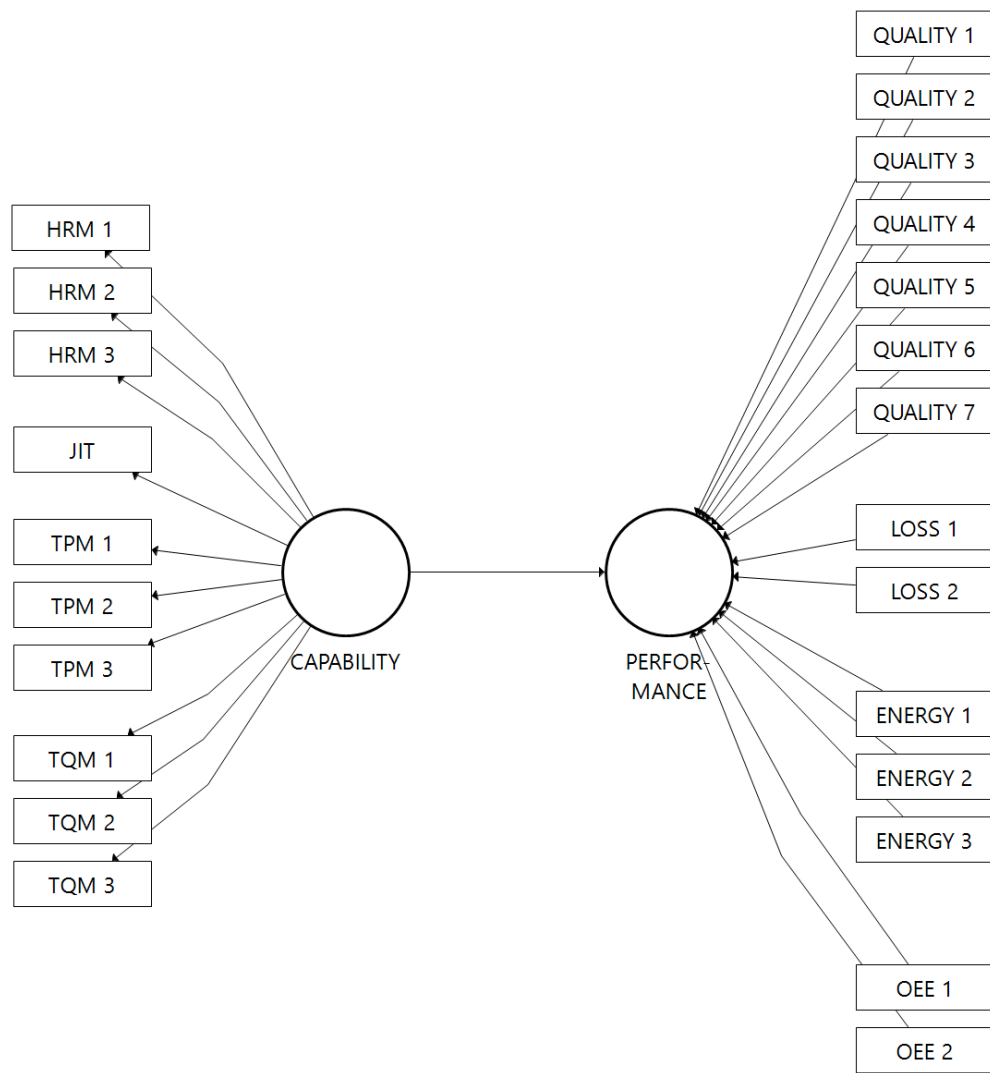 HRM 1
HRM 2
HRM 3
JIT
TPM 1
TPM 2
TPM 3
TQM 1
TQM 2
TQM 3
CAPABILITY
PERFOR-
MANCE
QUALITY 1
QUALITY 2
QUALITY 3
QUALITY 4
QUALITY 5
QUALITY 6
QUALITY 7
LOSS 1
LOSS 2
ENERGY 1
ENERGY 2
ENERGY 3
OEE 1
OEE 2